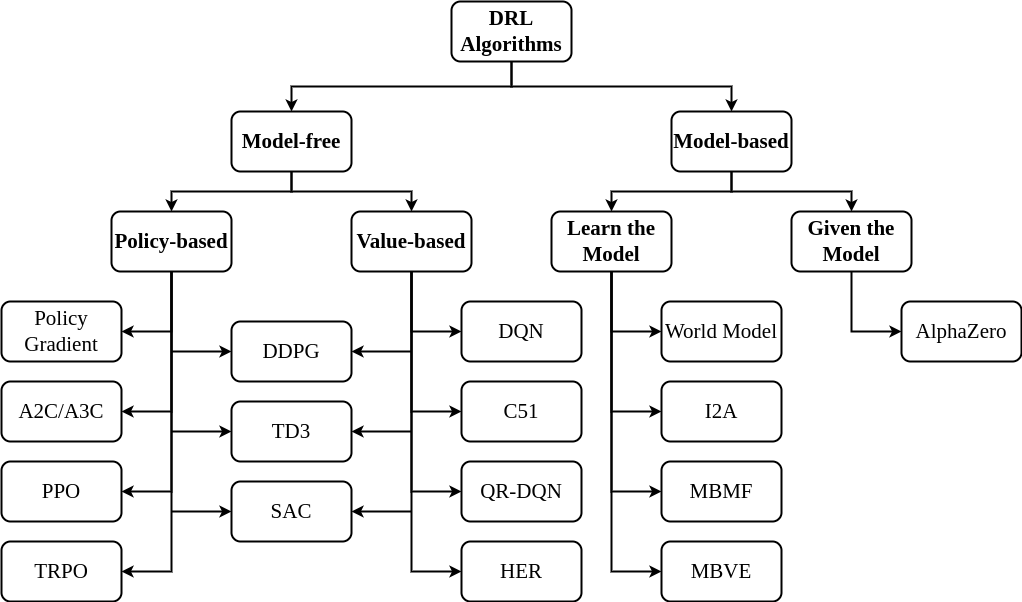 DRL
Algorithms
Model-free
Model-based
Policy-based
Value-based
Learn the
Model
Given the
Model
Policy
Gradient
DDPG
DQN
World Model
AlphaZero
A2C/A3C
TD3
C51
I2A
PPO
SAC
QR-DQN
MBMF
TRPO
HER
MBVE